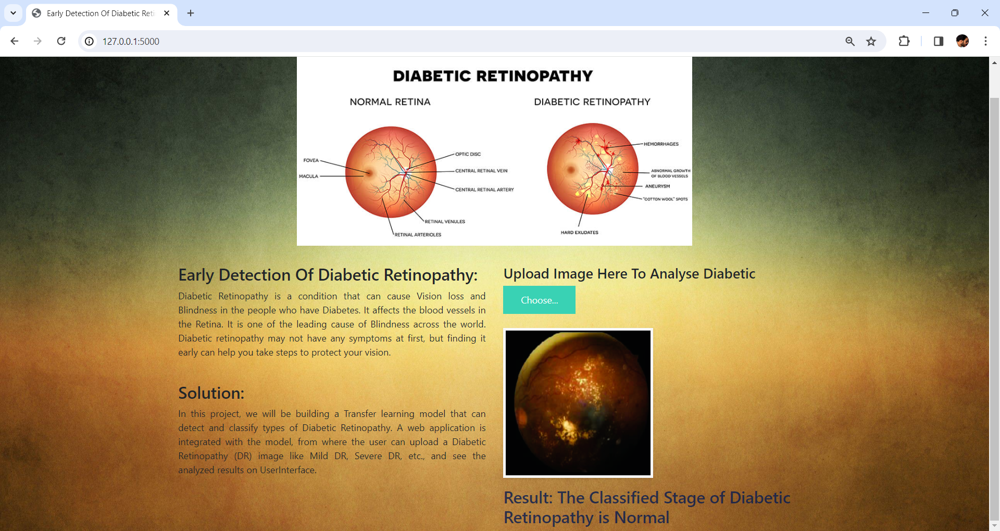 Early Detection Of Diabetic Reti
127.0.0.1:5000
DIABETIC RETINOPATHY
NORMAL RETINA
DIABETIC RETINOPATHY
FOVEA
MACULA
OPTIC DISC
CENTRAL RETINAL VEIN
CENTRAL RETINAL ARTERY
RETINAL VENULES
RETINAL ARTERIOLES
HEMORRHAGES
ABNORMAL GROWTH
OF BLOOD VESSELS
ANEURYSM
"COTTON WOOL" SPOTS
HARD EXUDATES
Early Detection Of Diabetic Retinopathy:
Diabetic Retinopathy is a condition that can cause Vision loss and
Blindness in the people who have Diabetes. It affects the blood vessels in
the Retina. It is one of the leading cause of Blindness across the world.
Diabetic retinopathy may not have any symptoms at first, but finding it
early can help you take steps to protect your vision.
Solution:
In this project, we will be building a Transfer learning model that can
detect and classify types of Diabetic Retinopathy. A web application is
integrated with the model, from where the user can upload a Diabetic
Retinopathy (DR) image like Mild DR, Severe DR, etc., and see the
analyzed results on UserInterface.
Upload Image Here To Analyse Diabetic
Choose...
Result: The Classified Stage of Diabetic
Retinopathy is Normal